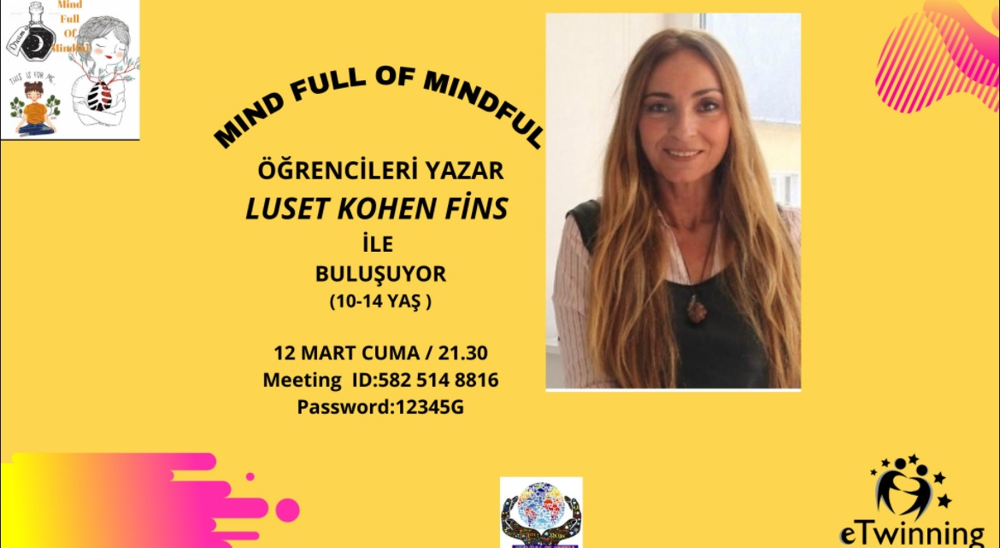 Mind
Full
Of
Mindful
THIS IS FOR ME.
MIND FULL OF MINDFUL
ÖĞRENCİLERİ YAZAR
LUSET KOHEN FİNS
İLE
BULUŞUYOR
(10-14 YAŞ )
12 MART CUMA / 21.30
Meeting ID:582 514 8816
Password:12345G
eTwinning